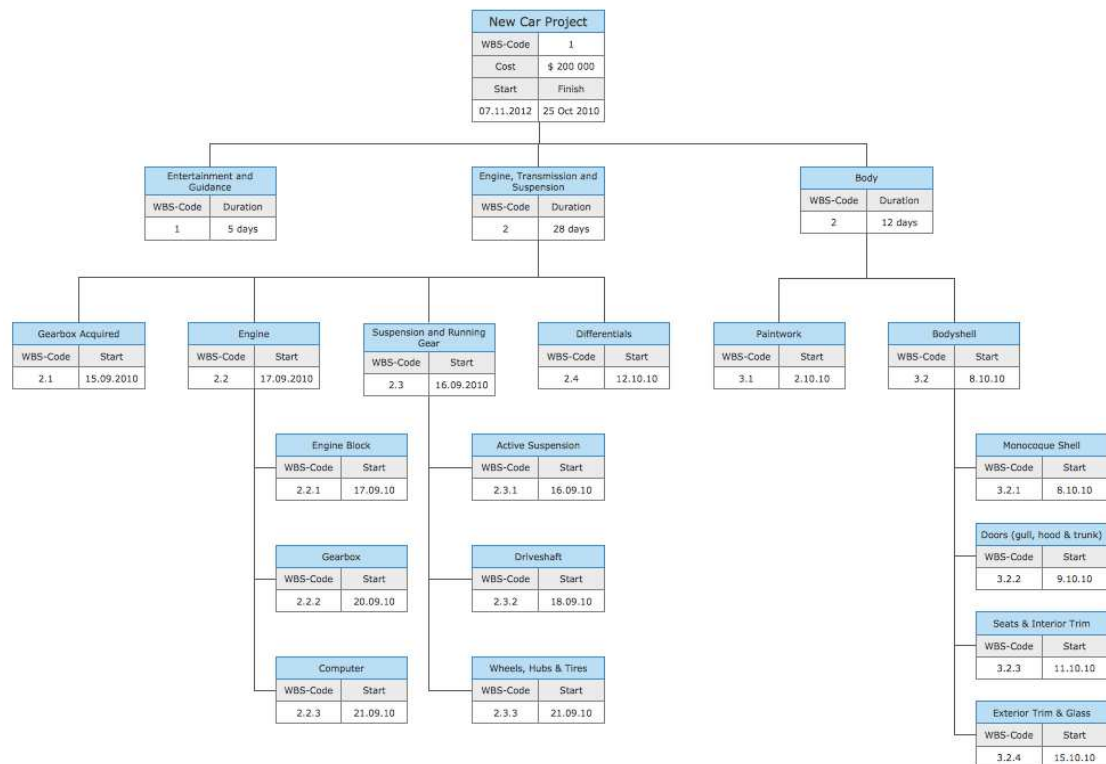 New Car Project
WBS-Code 1
Cost $ 200 000
Start Finish
07.11.2012 25 Oct 2010
Entertainment and
Guidance
WBS-Code Duration
1 5 days
Engine, Transmission and
Suspension
WBS-Code Duration
2 28 days
Body
WBS-Code Duration
2 12 days
Gearbox Acquired
WBS-Code Start
2.1 15.09.2010
Engine
WBS-Code Start
2.2 17.09.2010
Suspension and Running
Gear
WBS-Code Start
2.3 16.09.2010
Differentials
WBS-Code Start
2.4 12.10.10
Paintwork
WBS-Code Start
3.1 2.10.10
Bodyshell
WBS-Code Start
3.2 8.10.10
Engine Block
WBS-Code Start
2.2.1 17.09.10
Gearbox
WBS-Code Start
2.2.2 20.09.10
Computer
WBS-Code Start
2.2.3 21.09.10
Active Suspension
WBS-Code Start
2.3.1 16.09.10
Driveshaft
WBS-Code Start
2.3.2 18.09.10
Wheels, Hubs & Tires
WBS-Code Start
2.3.3 21.09.10
Monocoque Shell
WBS-Code Start
3.2.1 8.10.10
Doors (gull, hood & trunk)
WBS-Code Start
3.2.2 9.10.10
Seats & Interior Trim
WBS-Code Start
3.2.3 11.10.10
Exterior Trim & Glass
WBS-Code Start
3.2.4 15.10.10